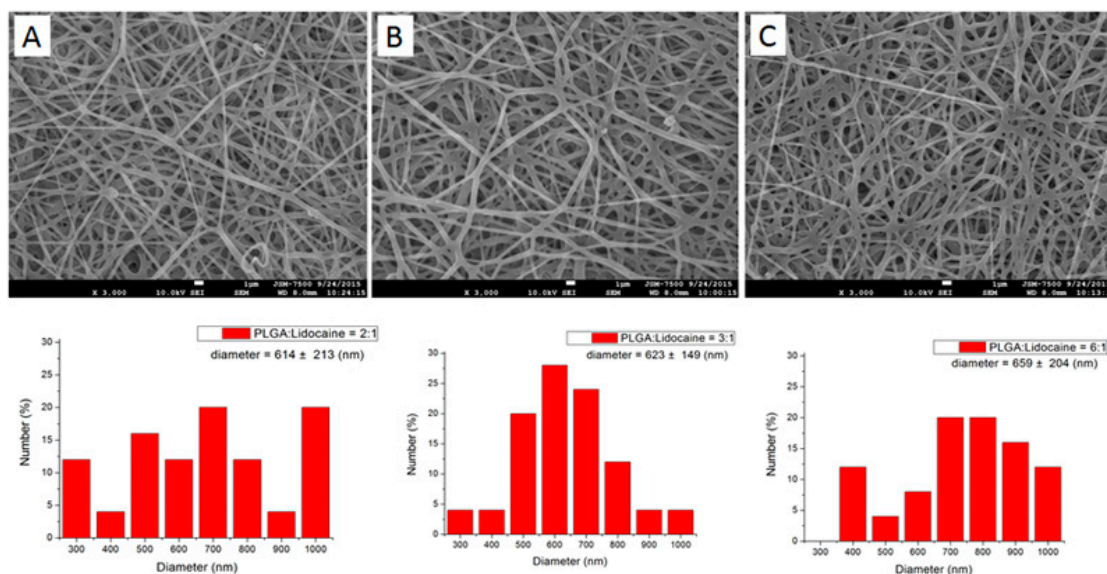 A
B
C
1μm JSM-7500 9/24/2015
X 3,000 10.0kV SEI SEM WD 8.0mm 10:24:15
1μm JSM-7500 9/24/2015
X 3,000 10.0kV SEI SEM WD 8.0mm 10:00:15
1μm JSM-7500 9/24/201
X 3,000 10.0kV SEI SEM WD 8.0mm 10:13:
PLGA:Lidocaine = 2:1
diameter = 614 ± 213 (nm)
Number (%)
30
25
20
15
10
5
0
300 400 500 600 700 800 900 1000
Diameter (nm)
PLGA:Lidocaine = 3:1
diameter = 623 ± 149 (nm)
Number (%)
30
25
20
15
10
5
0
300 400 500 600 700 800 900 1000
Diameter (nm)
PLGA:Lidocaine = 6:1
diameter = 659 ± 204 (nm)
Number (%)
30
25
20
15
10
5
0
300 400 500 600 700 800 900 1000
Diameter (nm)